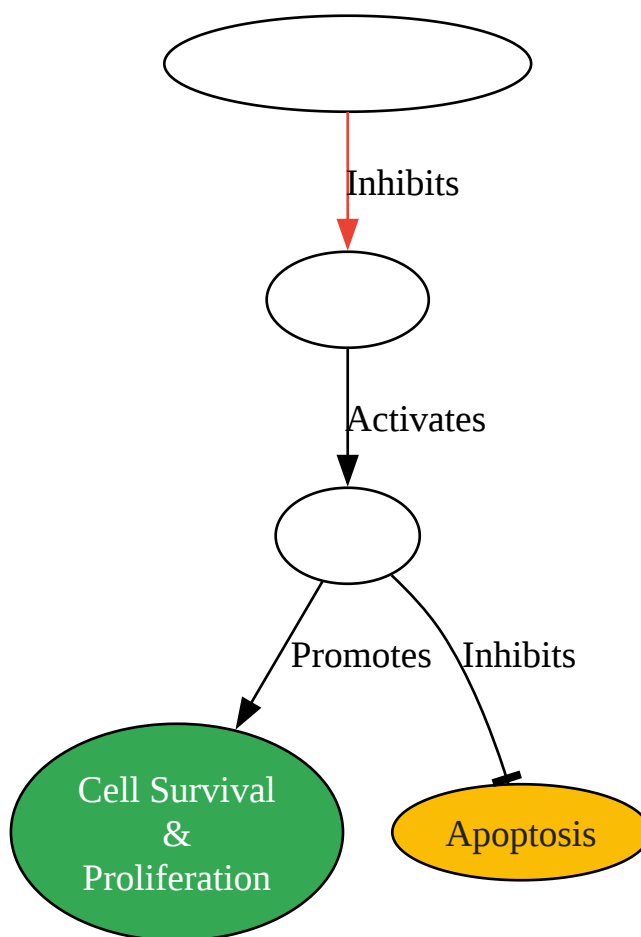 Inhibits
Activates
Promotes
Inhibits
Cell Survival
&
Proliferation
Apoptosis